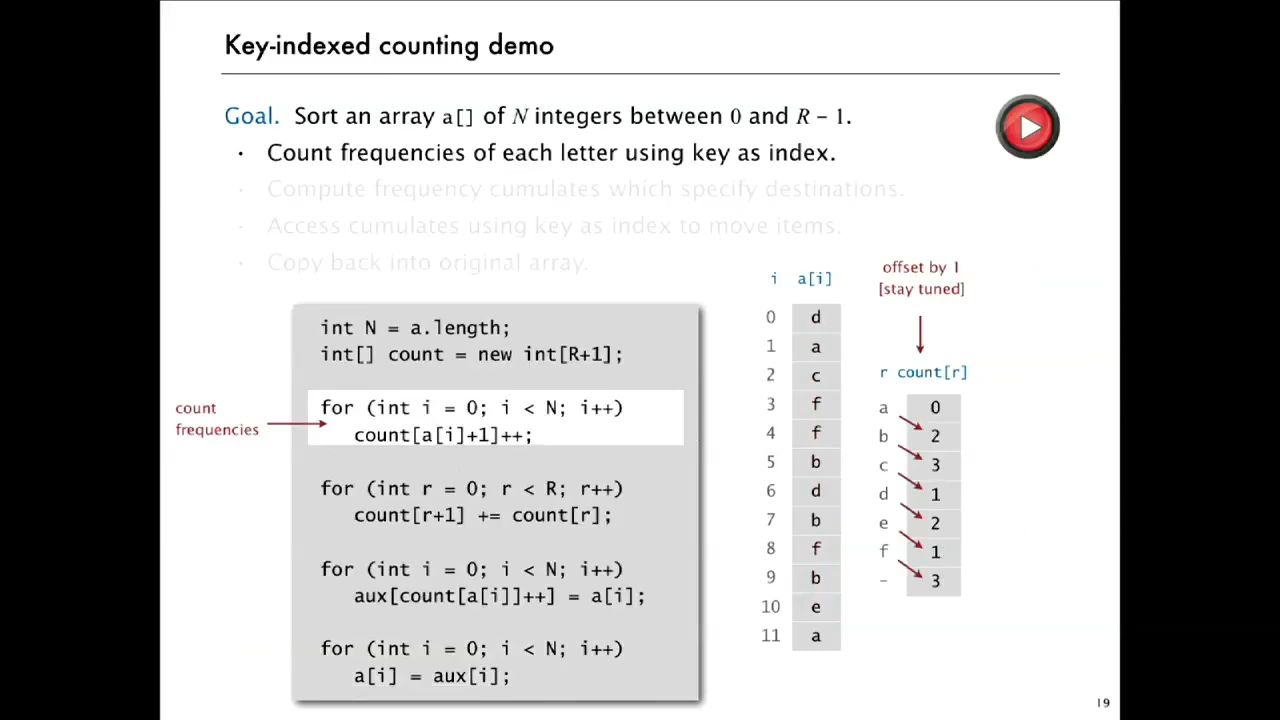 Key-indexed counting demo
Goal. Sort an array a[] of N integers between 0 and R – 1.
· Count frequencies of each letter using key as index.
· Compute frequency cumulates which specify destinations.
· Access cumulates using key as index to move items.
· Copy back into original array.
int N = a.length;
int[] count = new int[R+1];
count
frequencies
for (int i = 0; i < N; i++)
count[a[i]+1]++;
for (int r = 0; r < R; r++)
count[r+1] += count[r];
for (int i = 0; i < N; i++)
aux[count[a[i]]++] = a[i];
for (int i = 0; i < N; i++)
a[i] = aux[i];
i a[i]
0 d
1 a
2 c
3 f
4 f
5 b
6 d
7 b
8 f
9 b
10 e
11 a
offset by 1
[stay tuned]
r count[r]
a 0
b 2
c 3
d 1
e 2
f 1
- 3
19